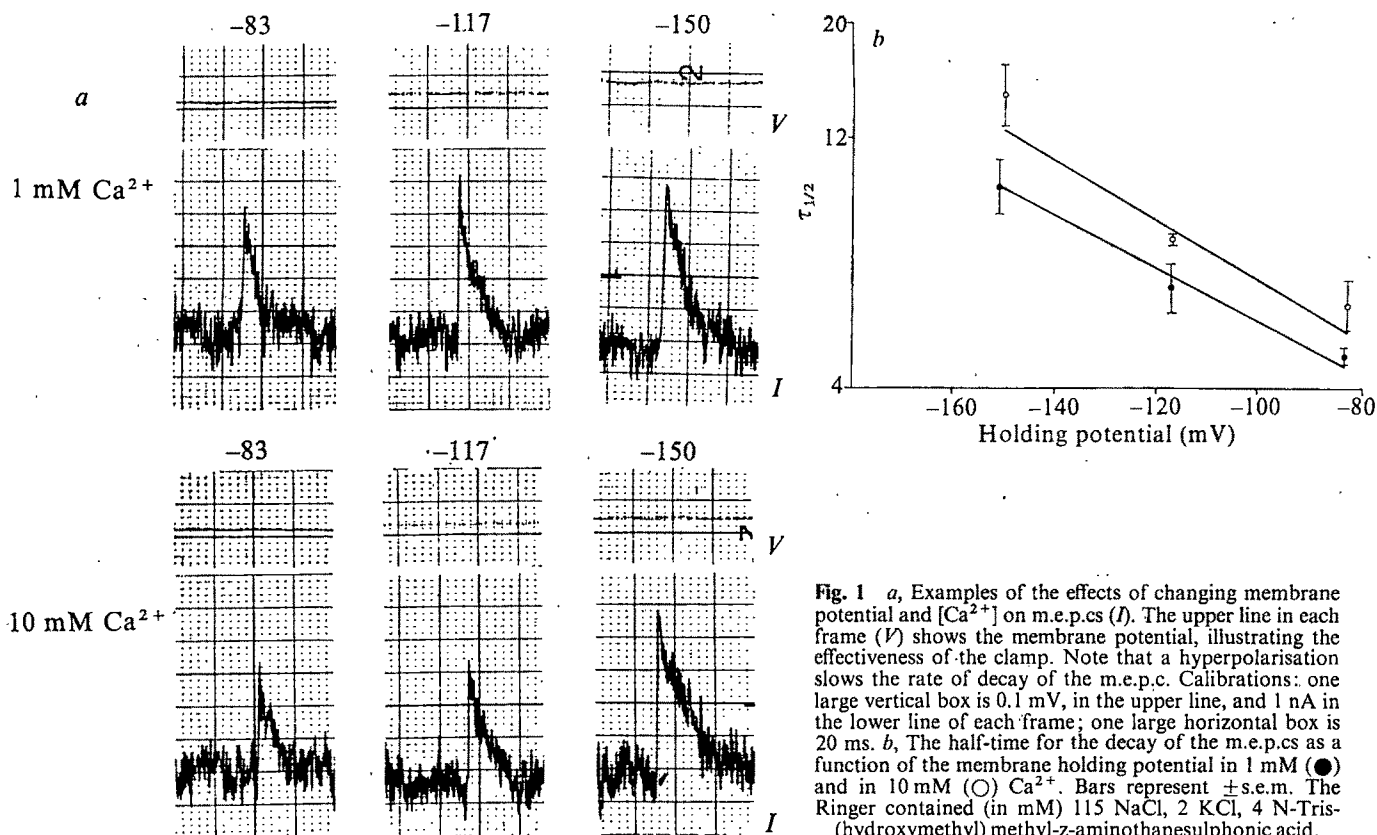 -83 -117 -150
a
V
1 mM Ca²⁺
I
-83 -117 -150
V
10 mM Ca²⁺
I
b
20
12
4
τ1/2
-160 -140 -120 -100 -80
Holding potential (mV)
Fig. 1 a, Examples of the effects of changing membrane
potential and [Ca²⁺] on m.e.p.cs (I). The upper line in each
frame (V) shows the membrane potential, illustrating the
effectiveness of the clamp. Note that a hyperpolarisation
slows the rate of decay of the m.e.p.c. Calibrations: one
large vertical box is 0.1 mV, in the upper line, and 1 nA in
the lower line of each frame; one large horizontal box is
20 ms. b, The half-time for the decay of the m.e.p.cs as a
function of the membrane holding potential in 1 mM (●)
and in 10 mM (○) Ca²⁺. Bars represent ±s.e.m. The
Ringer contained (in mM) 115 NaCl, 2 KCl, 4 N-Tris-
(hydroxymethyl) methyl-z-aminothanesulphonic acid